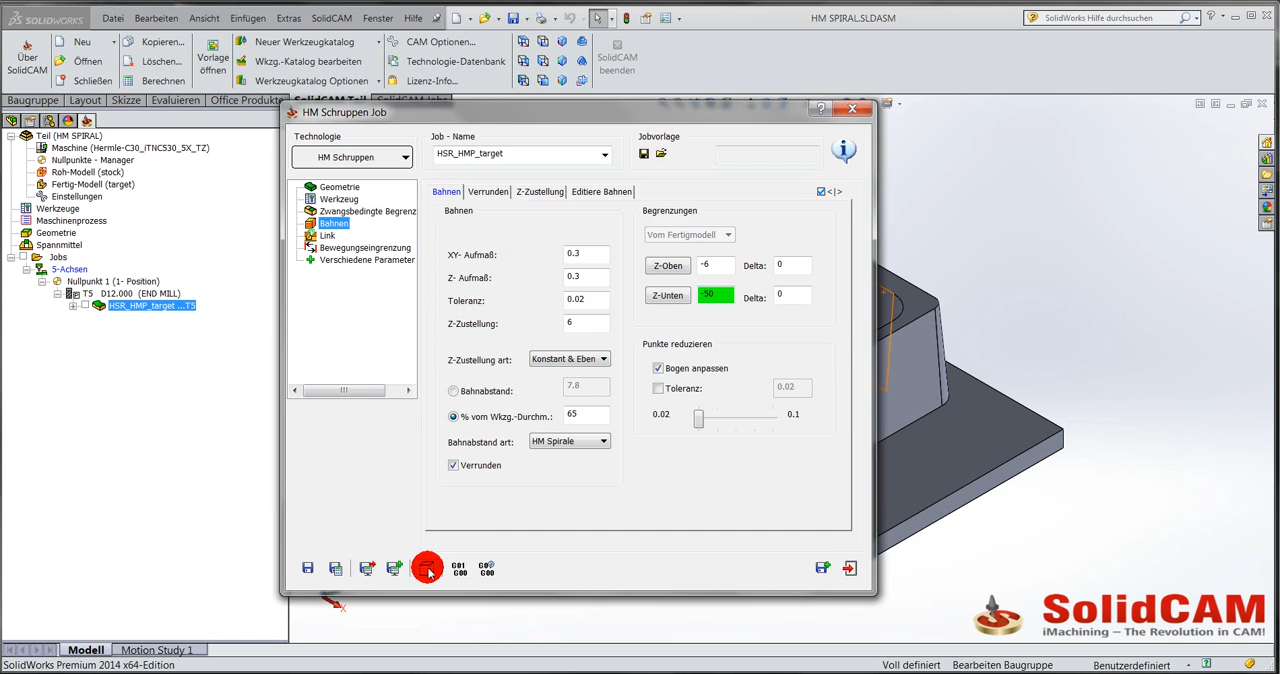 SOLIDWORKS Datei Bearbeiten Ansicht Einfügen Extras SolidCAM Fenster Hilfe HM SPIRAL.SLDASM SolidWorks Hilfe durchsuchen
Über SolidCAM
Neu
Öffnen
Schließen
Kopieren...
Löschen...
Berechnen
Vorlage öffnen
Neuer Werkzeugkatalog
Wkzg.-Katalog bearbeiten
Werkzeugkatalog Optionen
CAM Optionen...
Technologie-Datenbank
Lizenz-Info...
SolidCAM beenden
Baugruppe Layout Skizze Evaluieren Office Produkte SolidCAM Teil SolidCAM Jobs
Teil (HM SPIRAL)
Maschine (Hermle-C30_iTNC530_5X_TZ)
Nullpunkte - Manager
Roh-Modell (stock)
Fertig-Modell (target)
Einstellungen
Werkzeuge
Maschinenprozess
Geometrie
Spannmittel
Jobs
5-Achsen
Nullpunkt 1 (1- Position)
T5 D12.000 (END MILL)
HSR_HMP_target ...T5
HM Schruppen Job
Technologie
HM Schruppen
Job - Name
HSR_HMP_target
Jobvorlage
Geometrie
Werkzeug
Zwangsbedingte Begrenz
Bahnen
Link
Bewegungseingrenzung
Verschiedene Parameter
Bahnen Verrunden Z-Zustellung Editiere Bahnen <|>
Bahnen
XY- Aufmaß: 0.3
Z- Aufmaß: 0.3
Toleranz: 0.02
Z-Zustellung: 6
Z-Zustellung art: Konstant & Eben
Bahnabstand: 7.8
% vom Wkzg.-Durchm.: 65
Bahnabstand art: HM Spirale
Verrunden
Begrenzungen
Vom Fertigmodell
Z-Oben -6 Delta: 0
Z-Unten -50 Delta: 0
Punkte reduzieren
Bogen anpassen
Toleranz: 0.02
0.02 0.1
G01 G00
G0 G00
X
SolidCAM
iMachining – The Revolution in CAM!
Modell Motion Study 1
SolidWorks Premium 2014 x64-Edition Voll definiert Bearbeiten Baugruppe Benutzerdefiniert